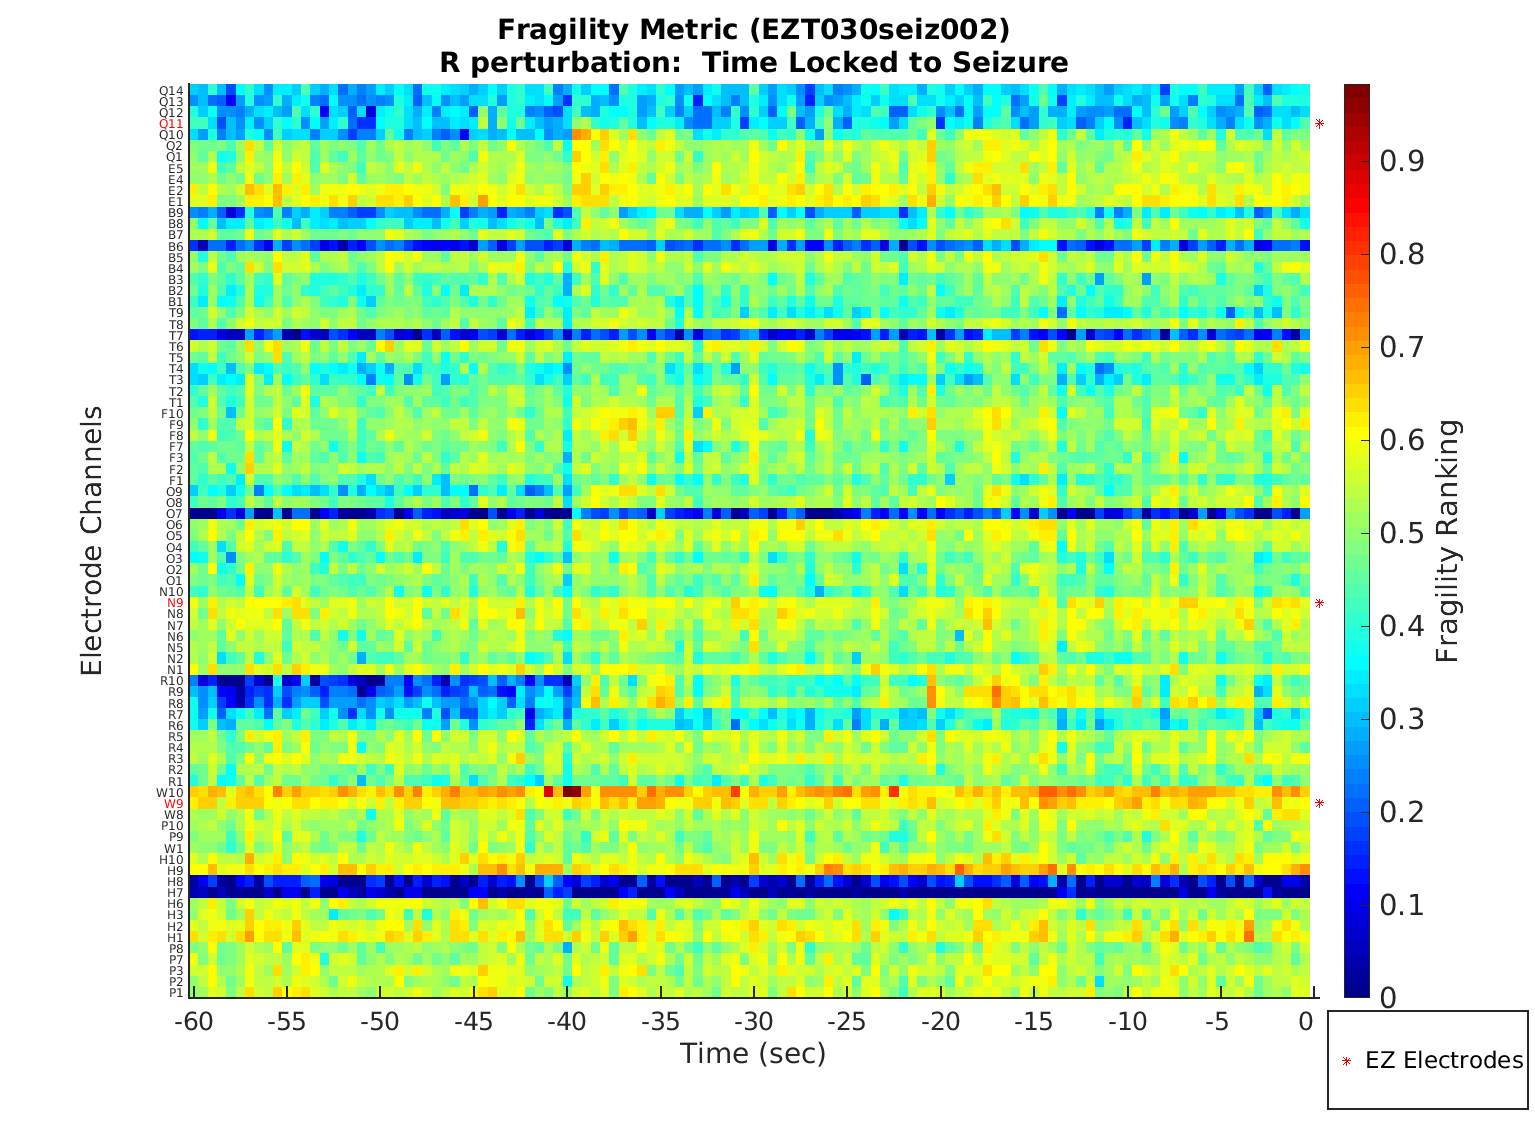 Fragility Metric (EZT030seiz002)
R perturbation:  Time Locked to Seizure
Electrode Channels
Q14
Q13
Q12
Q11
Q10
Q2
Q1
E5
E4
E2
E1
B9
B8
B7
B6
B5
B4
B3
B2
B1
T9
T8
T7
T6
T5
T4
T3
T2
T1
F10
F9
F8
F7
F3
F2
F1
O9
O8
O7
O6
O5
O4
O3
O2
O1
N10
N9
N8
N7
N6
N5
N2
N1
R10
R9
R8
R7
R6
R5
R4
R3
R2
R1
W10
W9
W8
P10
P9
W1
H10
H9
H8
H7
H6
H3
H2
H1
P8
P7
P3
P2
P1
-60 -55 -50 -45 -40 -35 -30 -25 -20 -15 -10 -5 0
Time (sec)
0.9
0.8
0.7
0.6
0.5
0.4
0.3
0.2
0.1
0
Fragility Ranking
EZ Electrodes